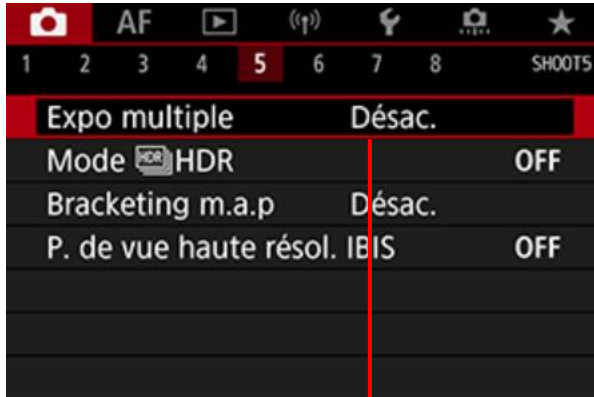 AF
1 2 3 4 5 6 7 8 SHOOT5
Expo multiple Désac.
Mode HDR HDR OFF
Bracketing m.a.p Désac.
P. de vue haute résol. IBIS OFF